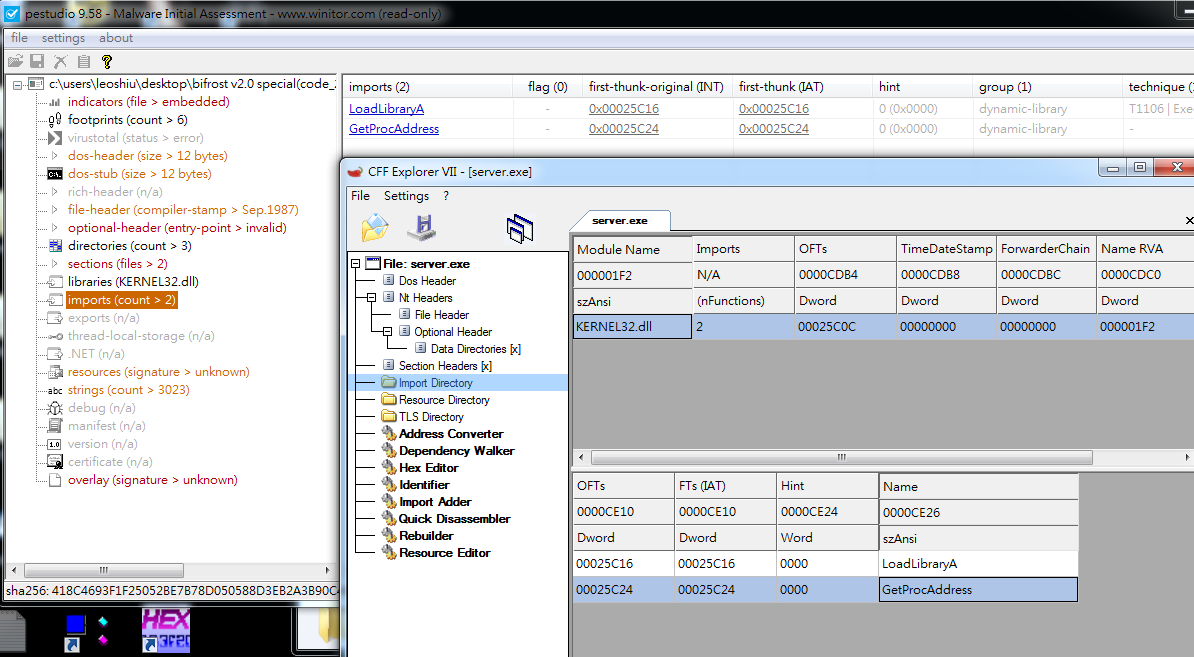 pestudio 9.58 - Malware Initial Assessment - www.winitor.com (read-only)
file settings about
c:\users\leoshiu\desktop\bifrost v2.0 special(code_
indicators (file > embedded)
footprints (count > 6)
virustotal (status > error)
dos-header (size > 12 bytes)
dos-stub (size > 12 bytes)
rich-header (n/a)
file-header (compiler-stamp > Sep.1987)
optional-header (entry-point > invalid)
directories (count > 3)
sections (files > 2)
libraries (KERNEL32.dll)
imports (count > 2)
exports (n/a)
thread-local-storage (n/a)
.NET (n/a)
resources (signature > unknown)
abc strings (count > 3023)
debug (n/a)
manifest (n/a)
1.0 version (n/a)
certificate (n/a)
overlay (signature > unknown)
sha256: 418C4693F1F25052BE7B78D050588D3EB2A3B90C
imports (2) flag (0) first-thunk-original (INT) first-thunk (IAT) hint group (1) technique (
LoadLibraryA - 0x00025C16 0x00025C16 0 (0x0000) dynamic-library T1106 | Exe
GetProcAddress - 0x00025C24 0x00025C24 0 (0x0000) dynamic-library -
CFF Explorer VII - [server.exe]
File Settings ?
server.exe
File: server.exe
Dos Header
Nt Headers
File Header
Optional Header
Data Directories [x]
Section Headers [x]
Import Directory
Resource Directory
TLS Directory
Address Converter
Dependency Walker
Hex Editor
Identifier
Import Adder
Quick Disassembler
Rebuilder
Resource Editor
Module Name Imports OFTs TimeDateStamp ForwarderChain Name RVA
000001F2 N/A 0000CDB4 0000CDB8 0000CDBC 0000CDC0
szAnsi (nFunctions) Dword Dword Dword Dword
KERNEL32.dll 2 00025C0C 00000000 00000000 000001F2
OFTs FTs (IAT) Hint Name
0000CE10 0000CE10 0000CE24 0000CE26
Dword Dword Word szAnsi
00025C16 00025C16 0000 LoadLibraryA
00025C24 00025C24 0000 GetProcAddress
HEX